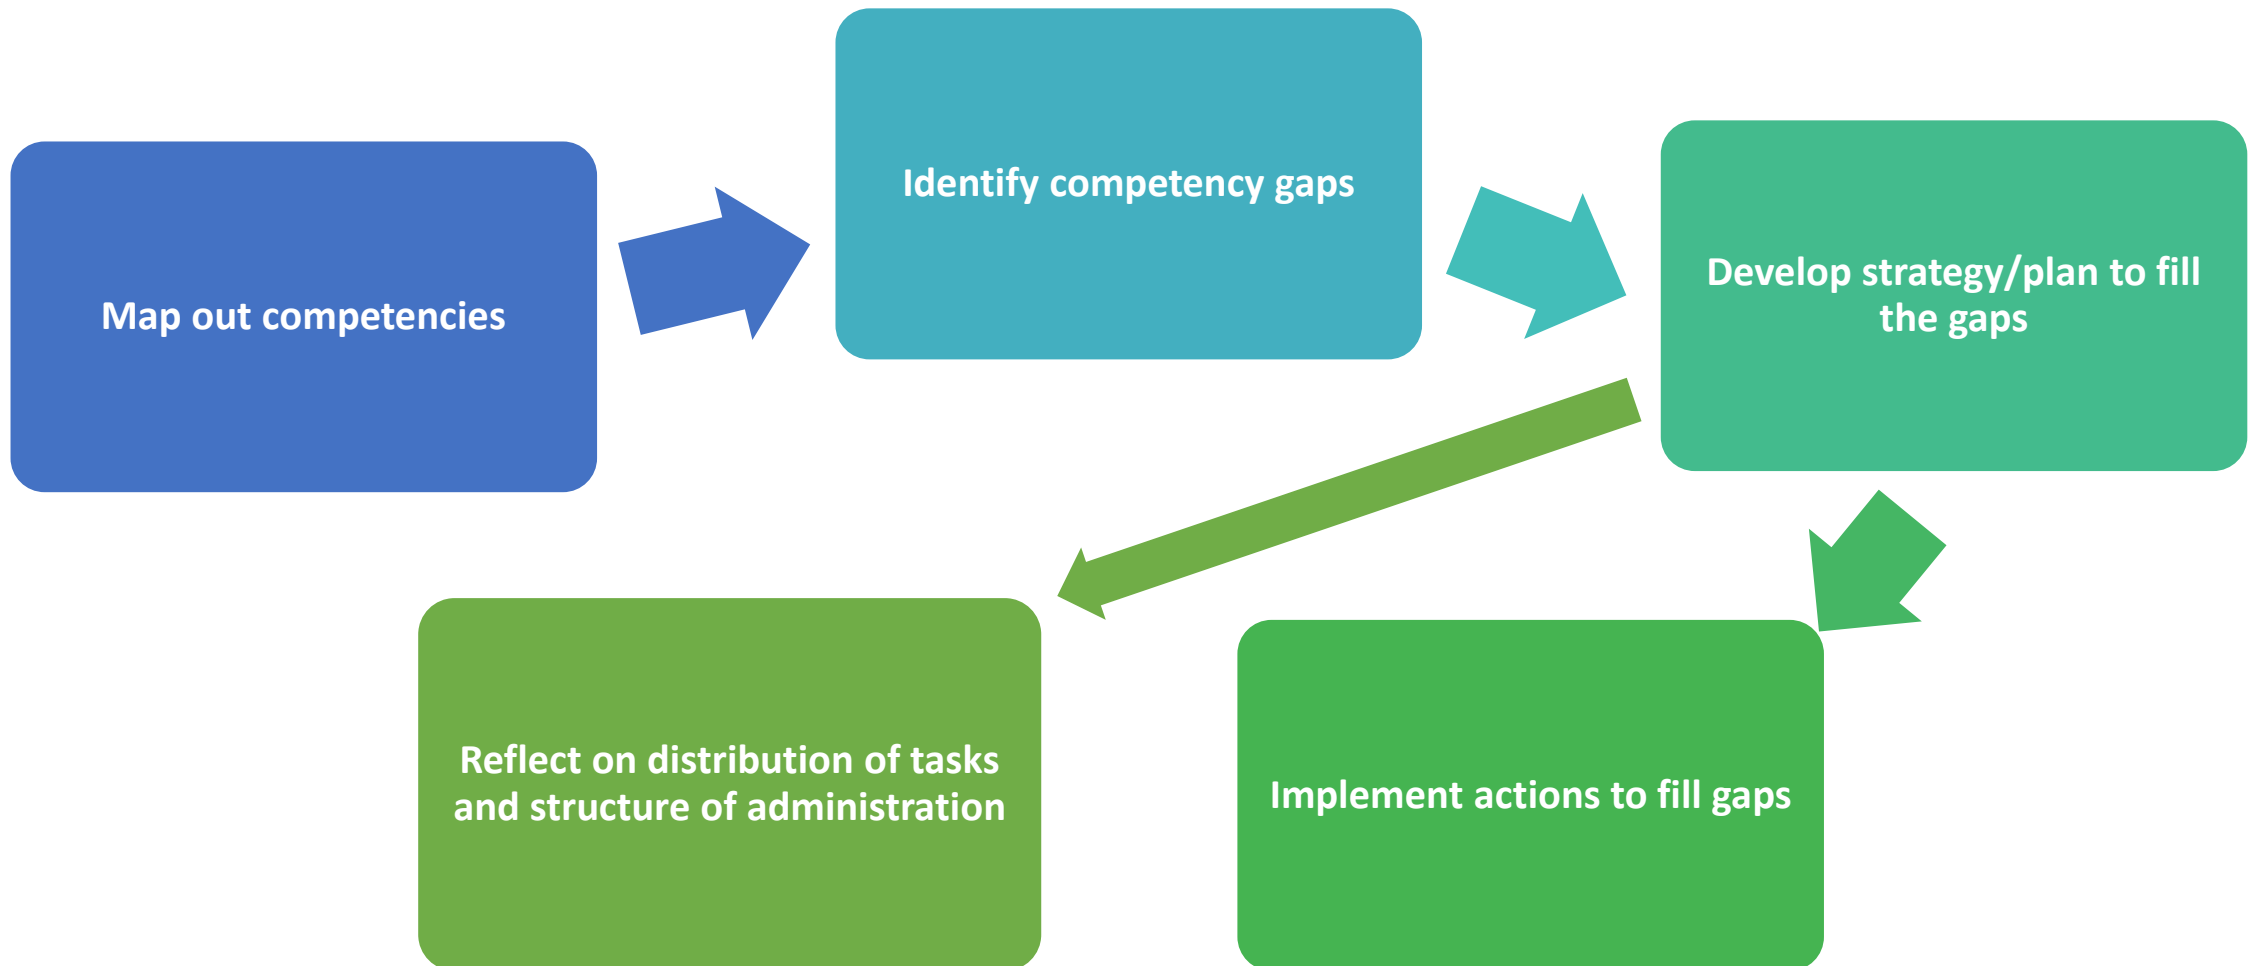 Map out competencies
Identify competency gaps
Develop strategy/plan to fill
the gaps
Implement actions to fill gaps
Reflect on distribution of tasks
and structure of administration